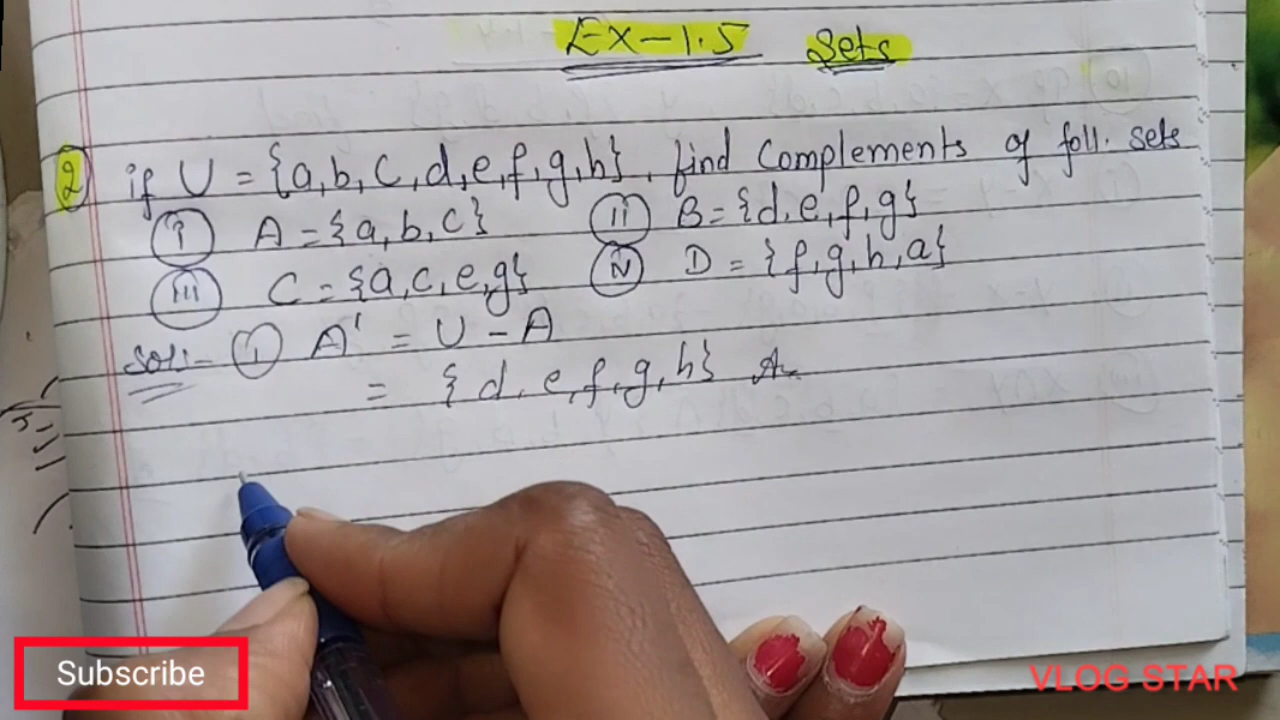 Ex-1.5 Sets
2) if U = {a,b,c,d,e,f,g,h}, find Complements of foll. sets
(i) A = {a,b,c} (ii) B = {d,e,f,g}
(iii) C = {a,c,e,g} (iv) D = {f,g,h,a}
Sol:- (i) A' = U - A
= {d,e,f,g,h}
Subscribe
VLOG STAR